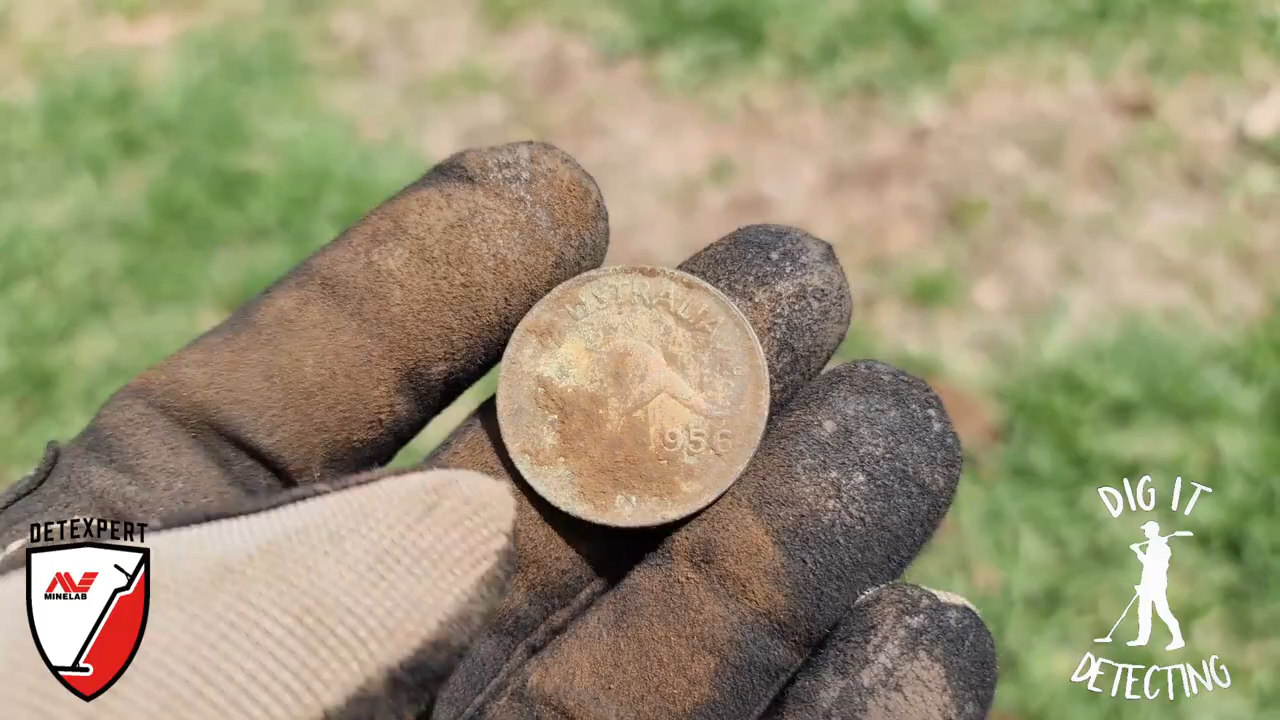 AUSTRALIA
1956
DIG IT
DETEXPERT
MINELAB
DETECTING